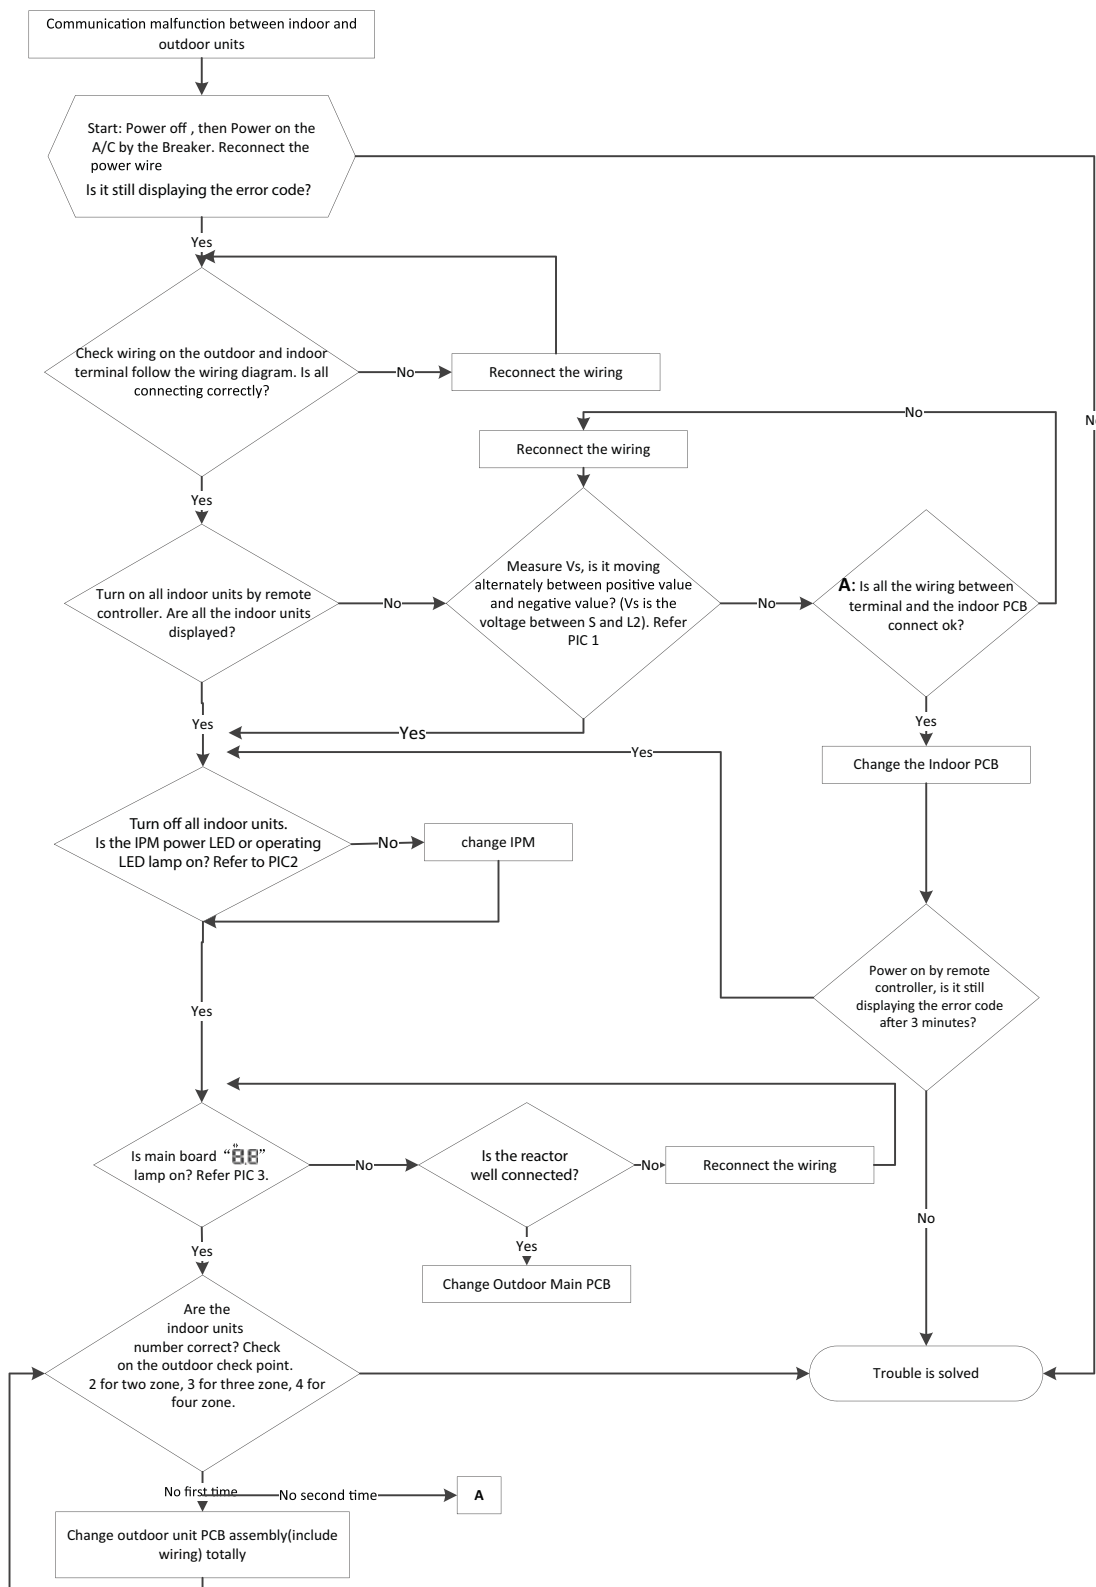 Communication malfunction between indoor and
outdoor units
Start: Power off , then Power on the
A/C by the Breaker. Reconnect the
power wire
Is it still displaying the error code?
Yes
Check wiring on the outdoor and indoor
terminal follow the wiring diagram. Is all
connecting correctly?
No
Reconnect the wiring
No
Reconnect the wiring
Yes
Turn on all indoor units by remote
controller. Are all the indoor units
displayed?
No
Measure Vs, is it moving
alternately between positive value
and negative value? (Vs is the
voltage between S and L2). Refer
PIC 1
No
A: Is all the wiring between
terminal and the indoor PCB
connect ok?
Yes
Yes
Yes
Yes
Change the Indoor PCB
Turn off all indoor units.
Is the IPM power LED or operating
LED lamp on? Refer to PIC2
No
change IPM
Power on by remote
controller, is it still
displaying the error code
after 3 minutes?
Yes
Is main board “8.8”
lamp on? Refer PIC 3.
No
Is the reactor
well connected?
No
Reconnect the wiring
No
Yes
Yes
Change Outdoor Main PCB
Are the
indoor units
number correct? Check
on the outdoor check point.
2 for two zone, 3 for three zone, 4 for
four zone.
Trouble is solved
No first time
No second time
A
Change outdoor unit PCB assembly(include
wiring) totally